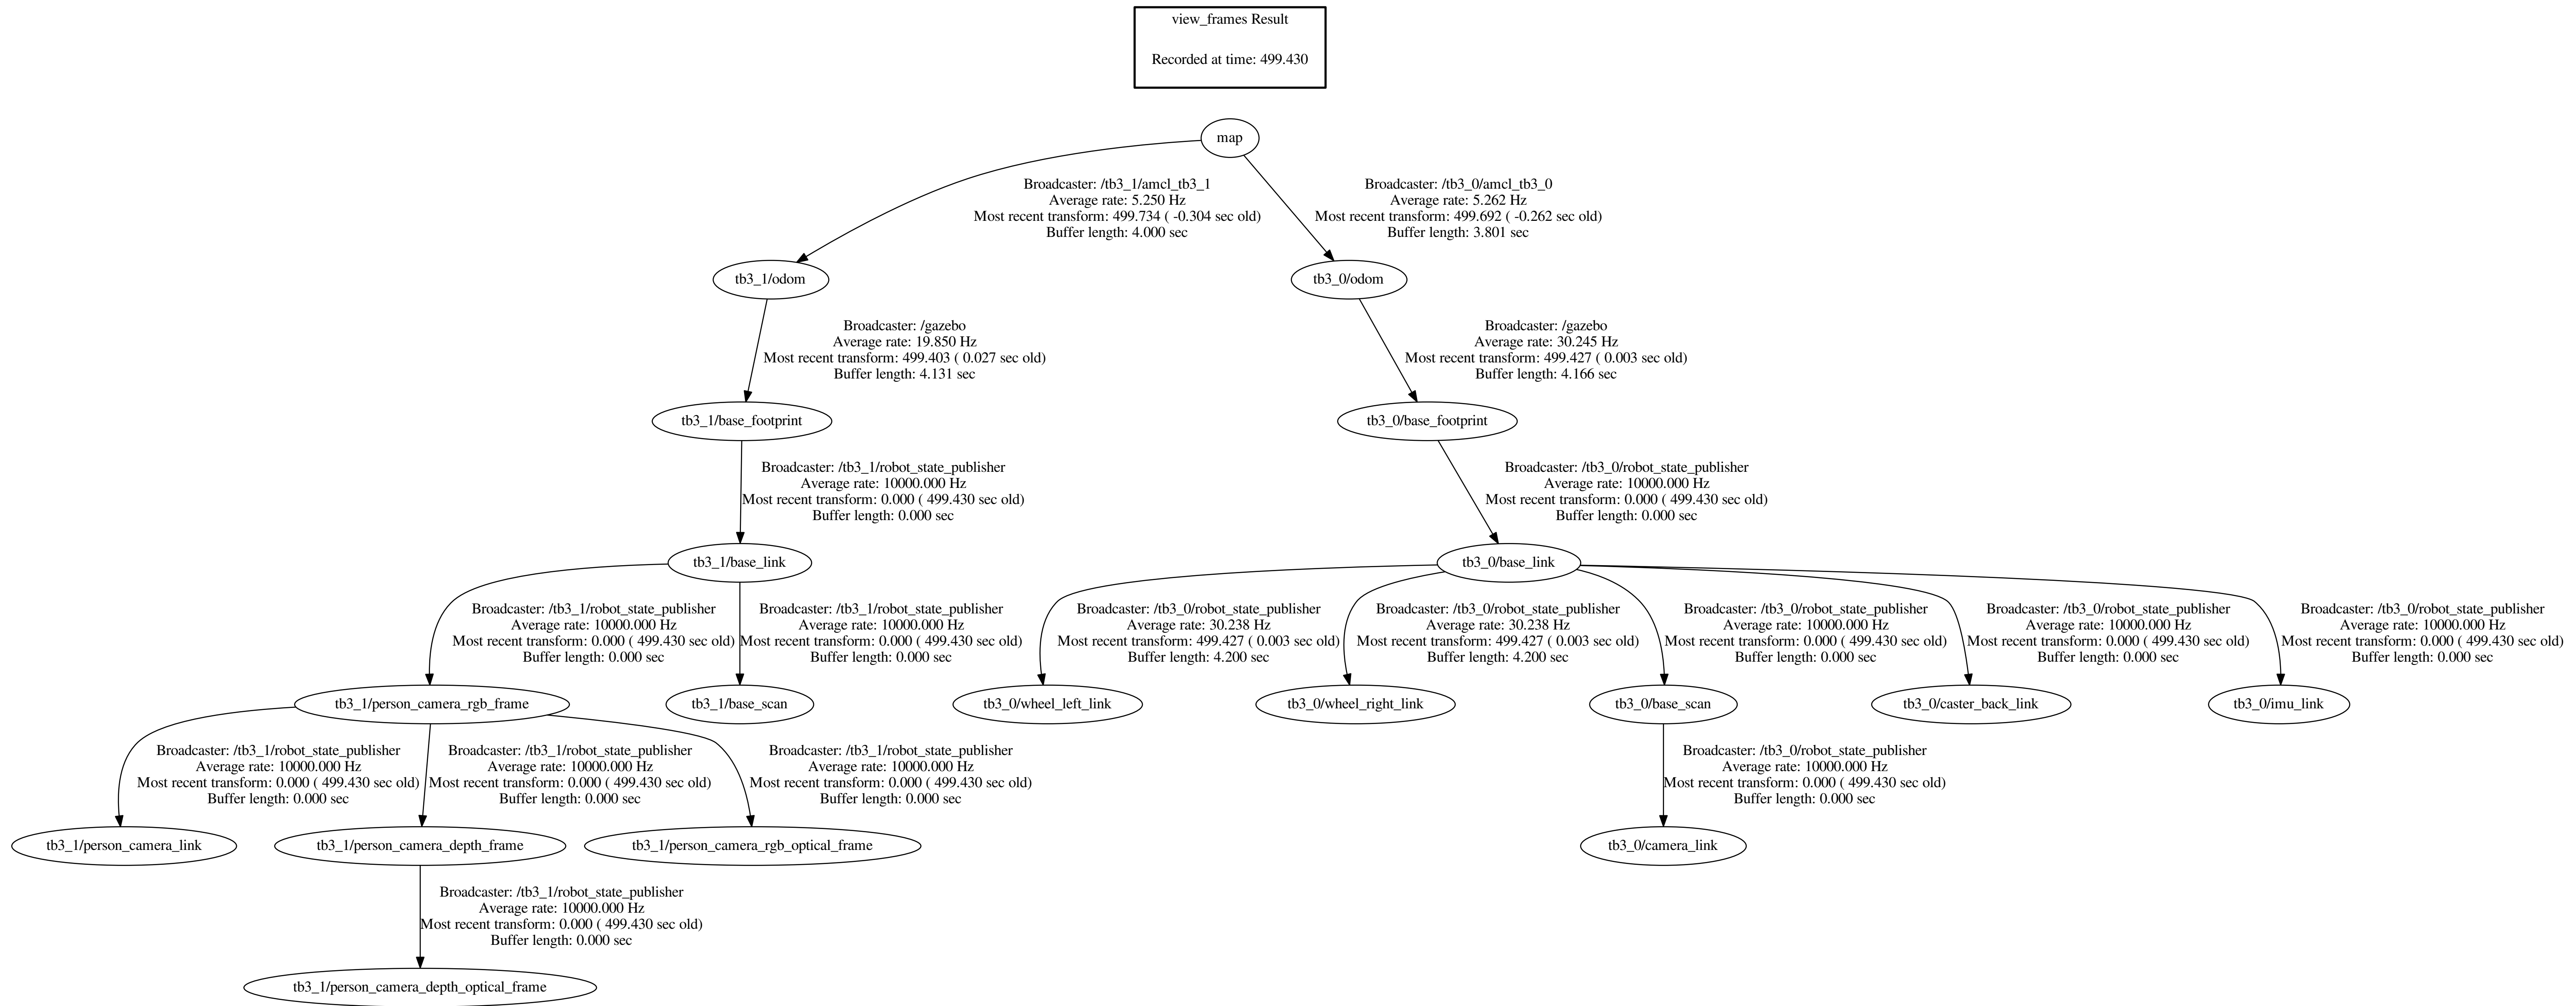 view_frames Result
Recorded at time: 499.430
map
Broadcaster: /tb3_1/amcl_tb3_1
Average rate: 5.250 Hz
Most recent transform: 499.734 ( -0.304 sec old)
Buffer length: 4.000 sec
Broadcaster: /tb3_0/amcl_tb3_0
Average rate: 5.262 Hz
Most recent transform: 499.692 ( -0.262 sec old)
Buffer length: 3.801 sec
tb3_1/odom
tb3_0/odom
Broadcaster: /gazebo
Average rate: 19.850 Hz
Most recent transform: 499.403 ( 0.027 sec old)
Buffer length: 4.131 sec
Broadcaster: /gazebo
Average rate: 30.245 Hz
Most recent transform: 499.427 ( 0.003 sec old)
Buffer length: 4.166 sec
tb3_1/base_footprint
tb3_0/base_footprint
Broadcaster: /tb3_1/robot_state_publisher
Average rate: 10000.000 Hz
Most recent transform: 0.000 ( 499.430 sec old)
Buffer length: 0.000 sec
Broadcaster: /tb3_0/robot_state_publisher
Average rate: 10000.000 Hz
Most recent transform: 0.000 ( 499.430 sec old)
Buffer length: 0.000 sec
tb3_1/base_link
tb3_0/base_link
Broadcaster: /tb3_1/robot_state_publisher
Average rate: 10000.000 Hz
Most recent transform: 0.000 ( 499.430 sec old)
Buffer length: 0.000 sec
Broadcaster: /tb3_1/robot_state_publisher
Average rate: 10000.000 Hz
Most recent transform: 0.000 ( 499.430 sec old)
Buffer length: 0.000 sec
Broadcaster: /tb3_0/robot_state_publisher
Average rate: 30.238 Hz
Most recent transform: 499.427 ( 0.003 sec old)
Buffer length: 4.200 sec
Broadcaster: /tb3_0/robot_state_publisher
Average rate: 30.238 Hz
Most recent transform: 499.427 ( 0.003 sec old)
Buffer length: 4.200 sec
Broadcaster: /tb3_0/robot_state_publisher
Average rate: 10000.000 Hz
Most recent transform: 0.000 ( 499.430 sec old)
Buffer length: 0.000 sec
Broadcaster: /tb3_0/robot_state_publisher
Average rate: 10000.000 Hz
Most recent transform: 0.000 ( 499.430 sec old)
Buffer length: 0.000 sec
Broadcaster: /tb3_0/robot_state_publisher
Average rate: 10000.000 Hz
Most recent transform: 0.000 ( 499.430 sec old)
Buffer length: 0.000 sec
tb3_1/person_camera_rgb_frame
tb3_1/base_scan
tb3_0/wheel_left_link
tb3_0/wheel_right_link
tb3_0/base_scan
tb3_0/caster_back_link
tb3_0/imu_link
Broadcaster: /tb3_1/robot_state_publisher
Average rate: 10000.000 Hz
Most recent transform: 0.000 ( 499.430 sec old)
Buffer length: 0.000 sec
Broadcaster: /tb3_1/robot_state_publisher
Average rate: 10000.000 Hz
Most recent transform: 0.000 ( 499.430 sec old)
Buffer length: 0.000 sec
Broadcaster: /tb3_1/robot_state_publisher
Average rate: 10000.000 Hz
Most recent transform: 0.000 ( 499.430 sec old)
Buffer length: 0.000 sec
Broadcaster: /tb3_0/robot_state_publisher
Average rate: 10000.000 Hz
Most recent transform: 0.000 ( 499.430 sec old)
Buffer length: 0.000 sec
tb3_1/person_camera_link
tb3_1/person_camera_depth_frame
tb3_1/person_camera_rgb_optical_frame
tb3_0/camera_link
Broadcaster: /tb3_1/robot_state_publisher
Average rate: 10000.000 Hz
Most recent transform: 0.000 ( 499.430 sec old)
Buffer length: 0.000 sec
tb3_1/person_camera_depth_optical_frame